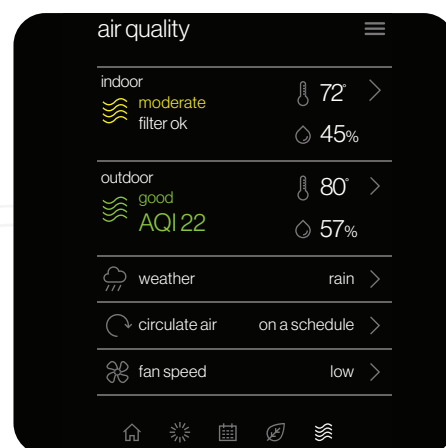 air quality
indoor
moderate
filter ok
72°
45%
outdoor
good
AQI 22
80°
57%
weather rain
circulate air on a schedule
fan speed low